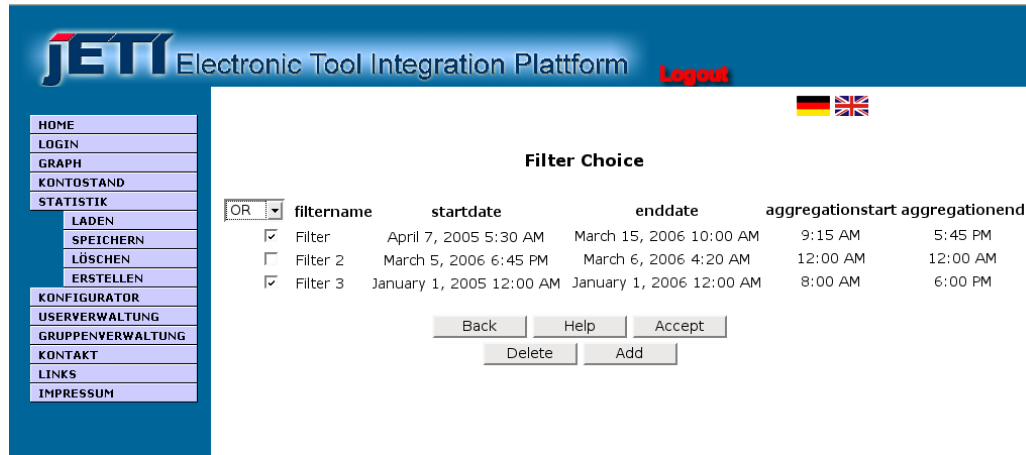 jETI Electronic Tool Integration Plattform Logout
HOME
LOGIN
GRAPH
KONTOSTAND
STATISTIK
LADEN
SPEICHERN
LÖSCHEN
ERSTELLEN
KONFIGURATOR
USERVERWALTUNG
GRUPPENVERWALTUNG
KONTAKT
LINKS
IMPRESSUM
Filter Choice
OR filtername startdate enddate aggregationstart aggregationend
Filter April 7, 2005 5:30 AM March 15, 2006 10:00 AM 9:15 AM 5:45 PM
Filter 2 March 5, 2006 6:45 PM March 6, 2006 4:20 AM 12:00 AM 12:00 AM
Filter 3 January 1, 2005 12:00 AM January 1, 2006 12:00 AM 8:00 AM 6:00 PM
Back Help Accept
Delete Add